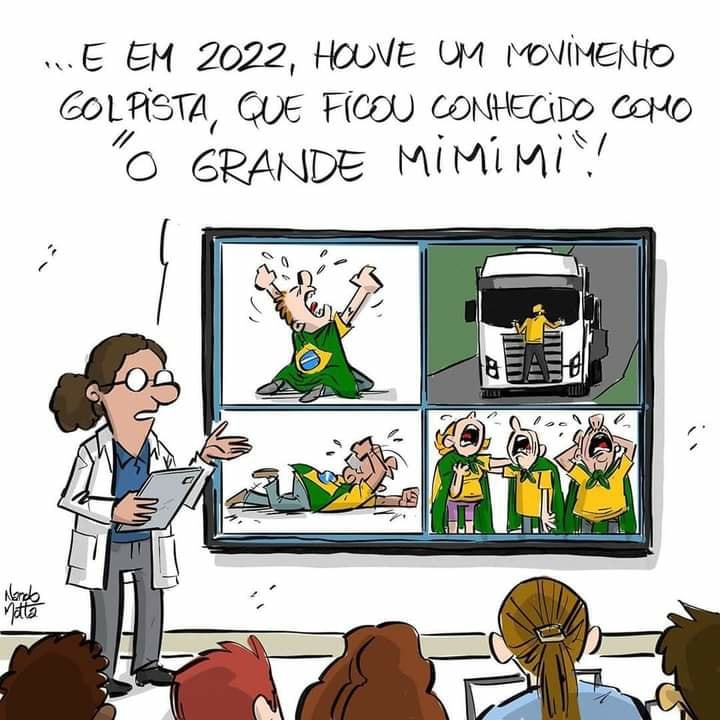 ...E EM 2022, HOUVE UM MOVIMENTO
GOLPISTA, QUE FICOU CONHECIDO COMO
"O GRANDE MiMiMi"!
Nando
Motta